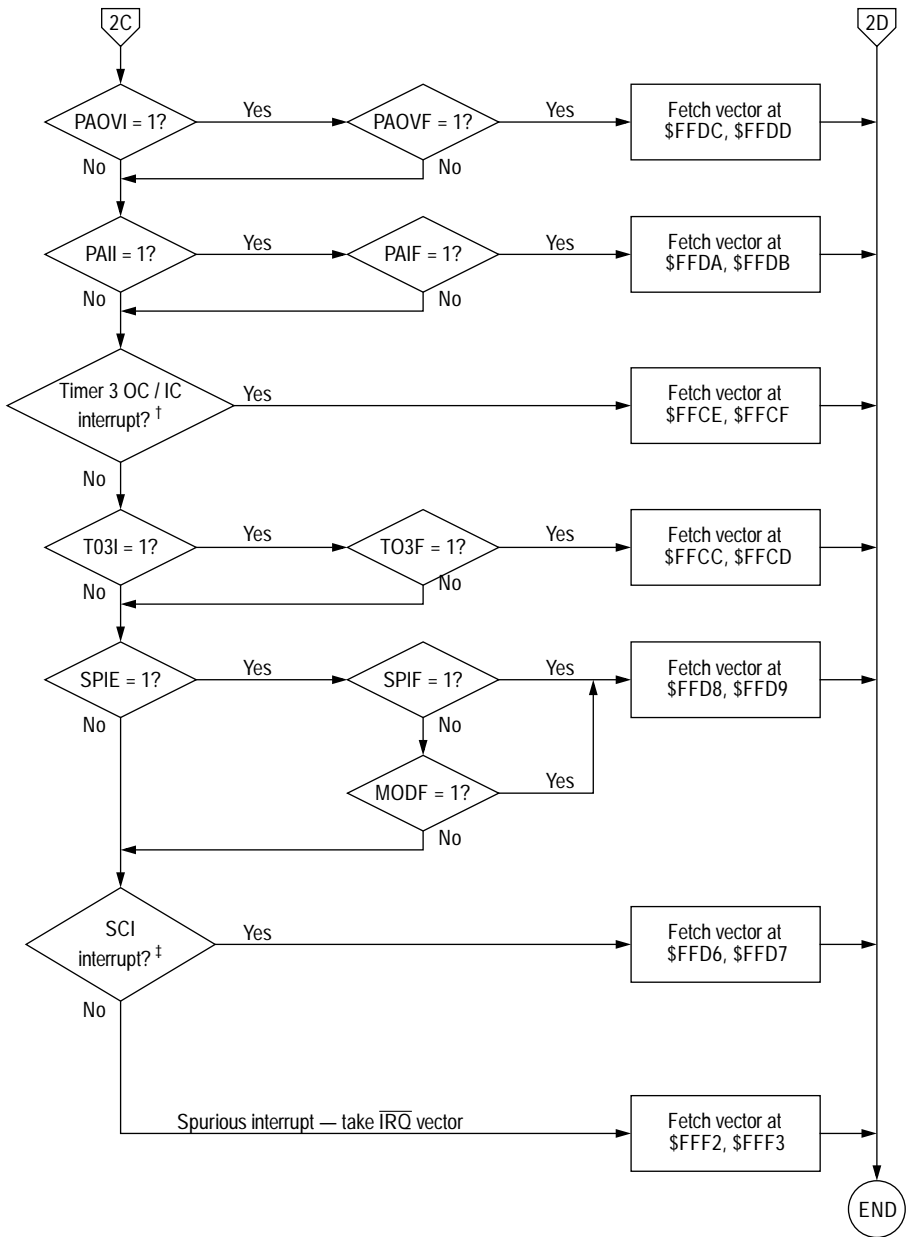 2C
2D
PAOVI = 1?
Yes
PAOVF = 1?
Yes
Fetch vector at
$FFDC, $FFDD
No
No
PAII = 1?
Yes
PAIF = 1?
Yes
Fetch vector at
$FFDA, $FFDB
No
No
Timer 3 OC / IC
interrupt? †
Yes
Fetch vector at
$FFCE, $FFCF
No
T03I = 1?
Yes
TO3F = 1?
Yes
Fetch vector at
$FFCC, $FFCD
No
No
SPIE = 1?
Yes
SPIF = 1?
Yes
Fetch vector at
$FFD8, $FFD9
No
No
MODF = 1?
Yes
No
SCI
interrupt? ‡
Yes
Fetch vector at
$FFD6, $FFD7
No
Spurious interrupt — take I̅R̅Q̅ vector
Fetch vector at
$FFF2, $FFF3
END